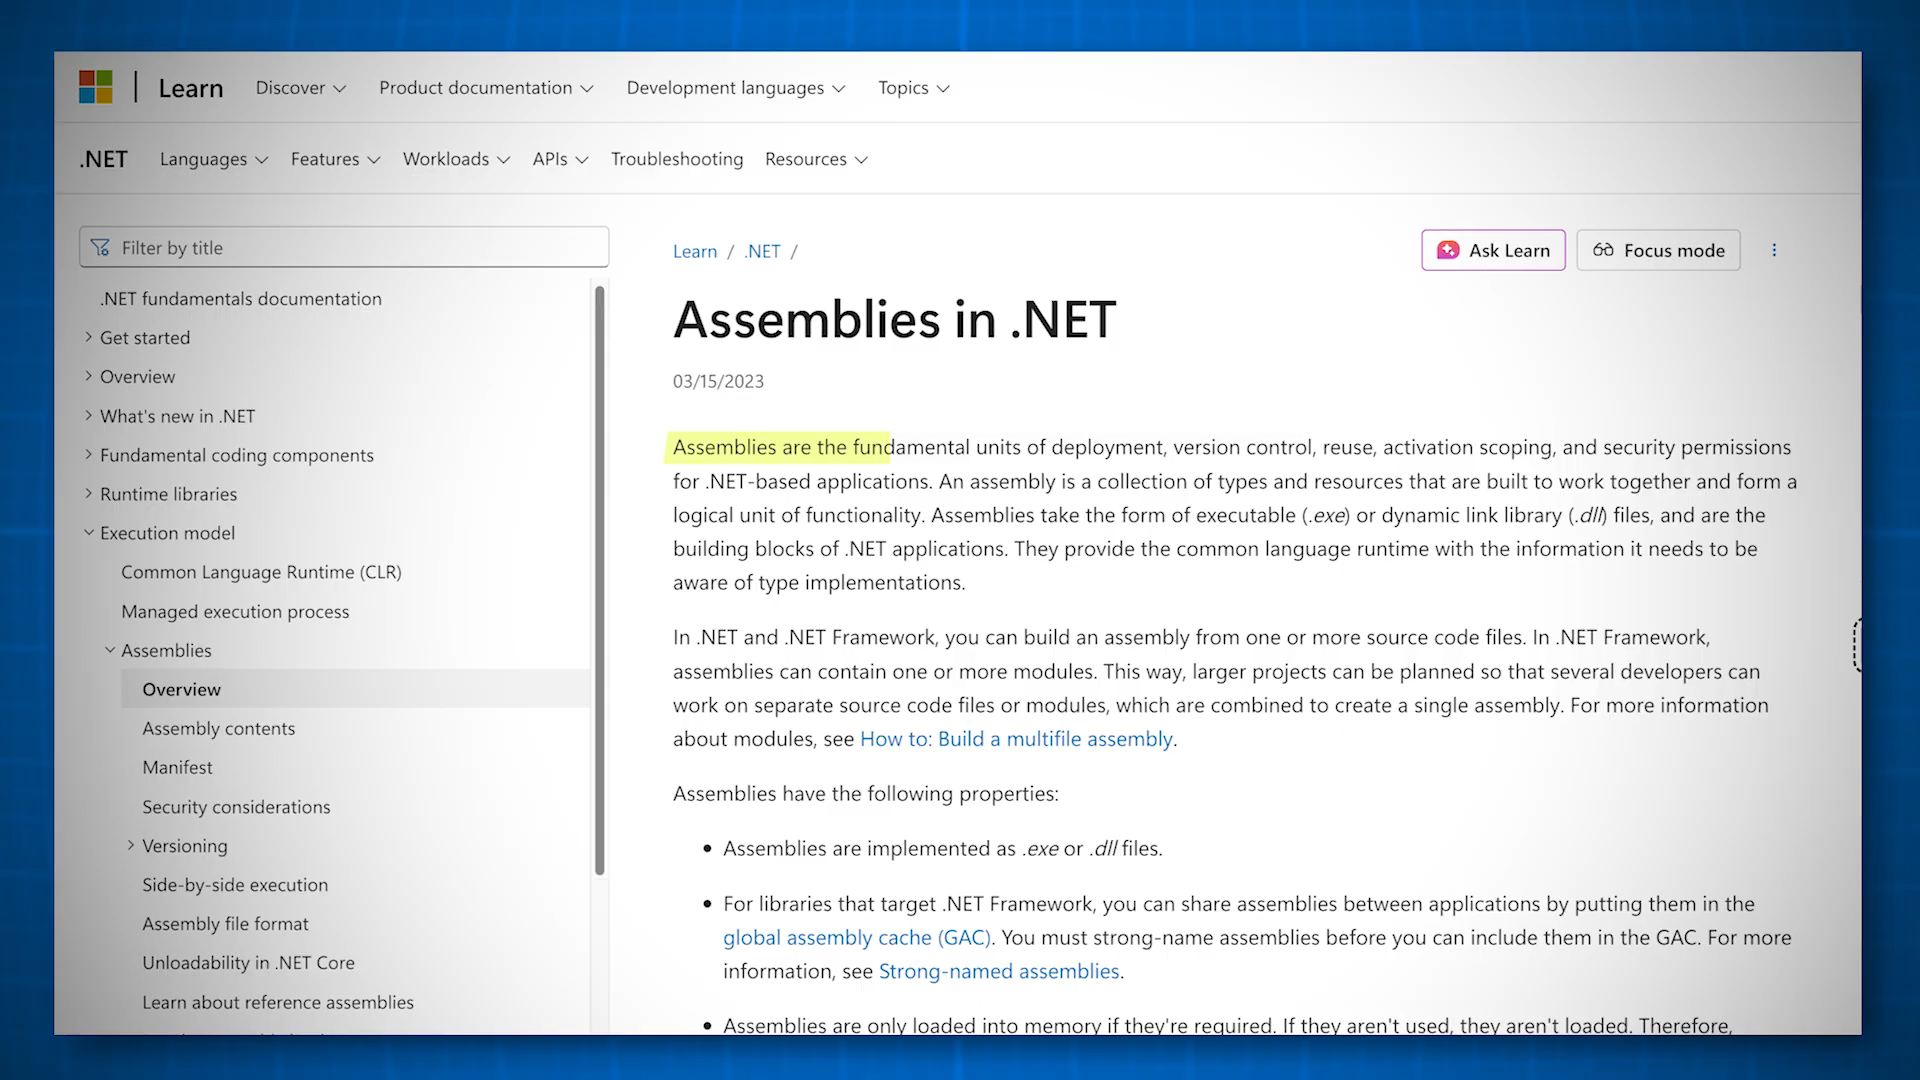 Learn Discover Product documentation Development languages Topics
.NET Languages Features Workloads APIs Troubleshooting Resources
Filter by title
.NET fundamentals documentation
Get started
Overview
What's new in .NET
Fundamental coding components
Runtime libraries
Execution model
Common Language Runtime (CLR)
Managed execution process
Assemblies
Overview
Assembly contents
Manifest
Security considerations
Versioning
Side-by-side execution
Assembly file format
Unloadability in .NET Core
Learn about reference assemblies
Learn / .NET /
Ask Learn
Focus mode
Assemblies in .NET
03/15/2023
Assemblies are the fundamental units of deployment, version control, reuse, activation scoping, and security permissions
for .NET-based applications. An assembly is a collection of types and resources that are built to work together and form a
logical unit of functionality. Assemblies take the form of executable (.exe) or dynamic link library (.dll) files, and are the
building blocks of .NET applications. They provide the common language runtime with the information it needs to be
aware of type implementations.
In .NET and .NET Framework, you can build an assembly from one or more source code files. In .NET Framework,
assemblies can contain one or more modules. This way, larger projects can be planned so that several developers can
work on separate source code files or modules, which are combined to create a single assembly. For more information
about modules, see How to: Build a multifile assembly.
Assemblies have the following properties:
• Assemblies are implemented as .exe or .dll files.
• For libraries that target .NET Framework, you can share assemblies between applications by putting them in the
global assembly cache (GAC). You must strong-name assemblies before you can include them in the GAC. For more
information, see Strong-named assemblies.
• Assemblies are only loaded into memory if they're required. If they aren't used, they aren't loaded. Therefore,